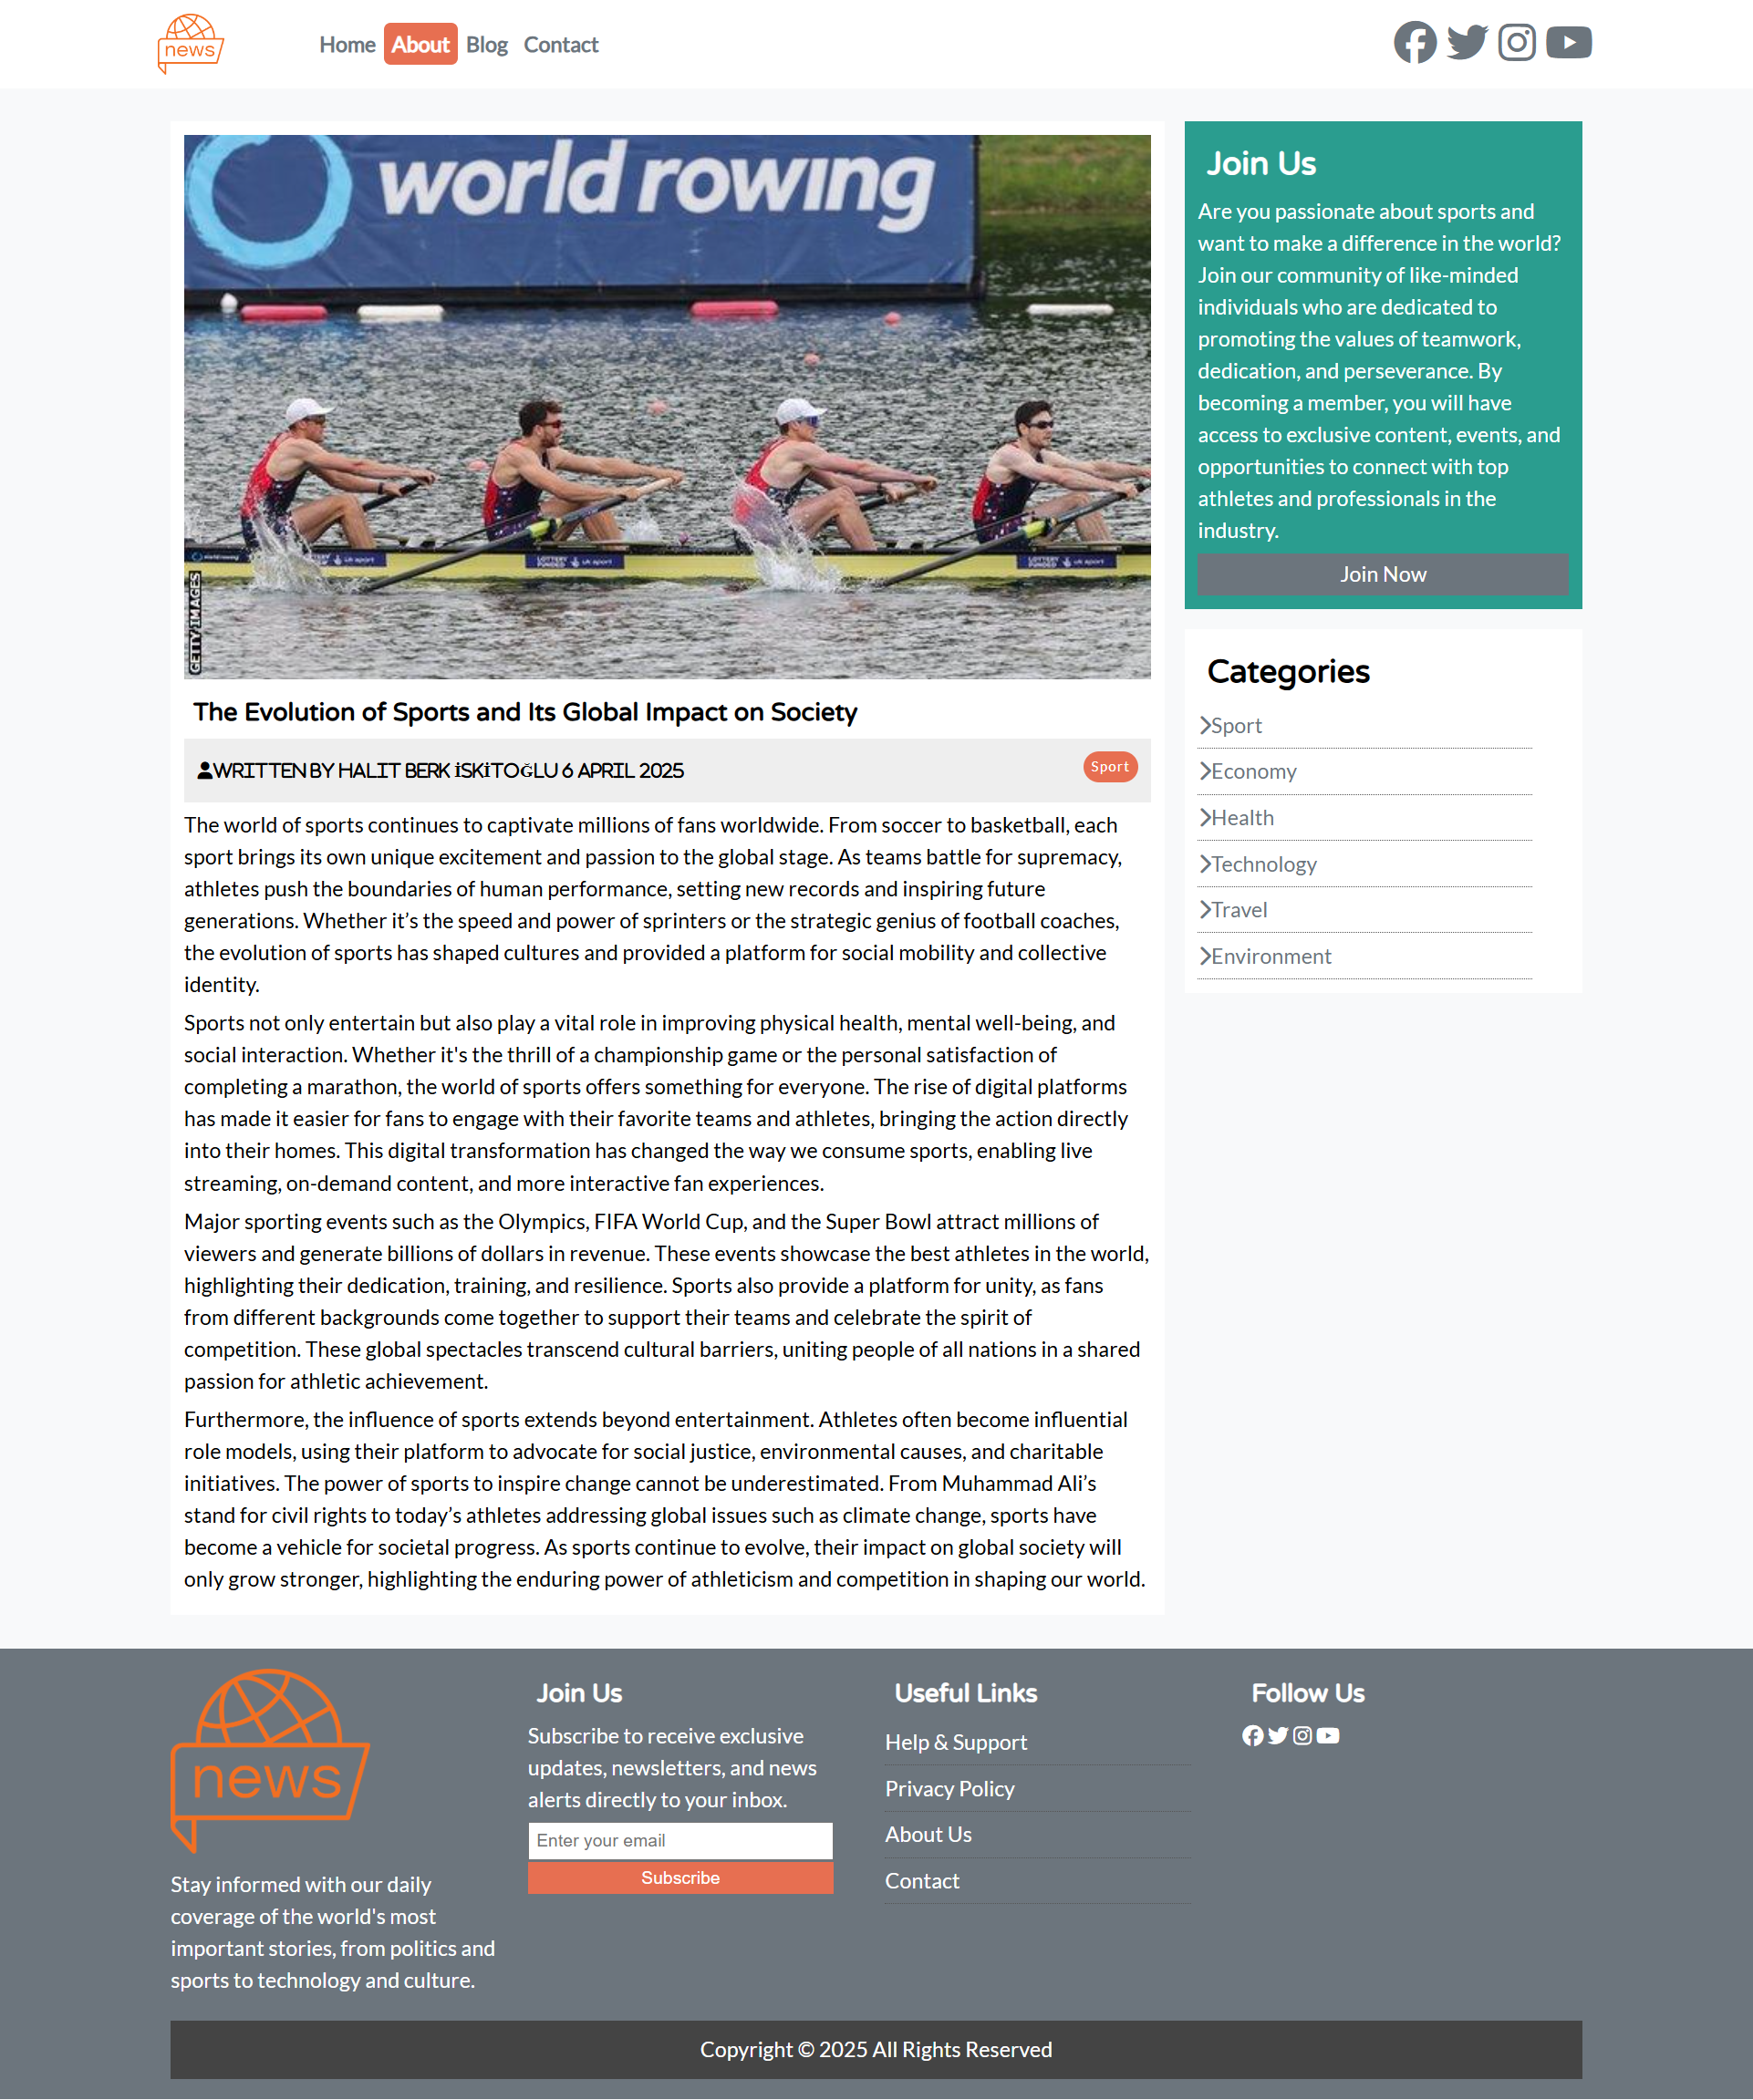 news
Home About Blog Contact
world rowing
GETTY IMAGES
The Evolution of Sports and Its Global Impact on Society
WRITTEN BY HALIT BERK İSKİTOĞLU 6 APRIL 2025
Sport
The world of sports continues to captivate millions of fans worldwide. From soccer to basketball, each
sport brings its own unique excitement and passion to the global stage. As teams battle for supremacy,
athletes push the boundaries of human performance, setting new records and inspiring future
generations. Whether it’s the speed and power of sprinters or the strategic genius of football coaches,
the evolution of sports has shaped cultures and provided a platform for social mobility and collective
identity.
Sports not only entertain but also play a vital role in improving physical health, mental well-being, and
social interaction. Whether it's the thrill of a championship game or the personal satisfaction of
completing a marathon, the world of sports offers something for everyone. The rise of digital platforms
has made it easier for fans to engage with their favorite teams and athletes, bringing the action directly
into their homes. This digital transformation has changed the way we consume sports, enabling live
streaming, on-demand content, and more interactive fan experiences.
Major sporting events such as the Olympics, FIFA World Cup, and the Super Bowl attract millions of
viewers and generate billions of dollars in revenue. These events showcase the best athletes in the world,
highlighting their dedication, training, and resilience. Sports also provide a platform for unity, as fans
from different backgrounds come together to support their teams and celebrate the spirit of
competition. These global spectacles transcend cultural barriers, uniting people of all nations in a shared
passion for athletic achievement.
Furthermore, the influence of sports extends beyond entertainment. Athletes often become influential
role models, using their platform to advocate for social justice, environmental causes, and charitable
initiatives. The power of sports to inspire change cannot be underestimated. From Muhammad Ali’s
stand for civil rights to today’s athletes addressing global issues such as climate change, sports have
become a vehicle for societal progress. As sports continue to evolve, their impact on global society will
only grow stronger, highlighting the enduring power of athleticism and competition in shaping our world.
Join Us
Are you passionate about sports and
want to make a difference in the world?
Join our community of like-minded
individuals who are dedicated to
promoting the values of teamwork,
dedication, and perseverance. By
becoming a member, you will have
access to exclusive content, events, and
opportunities to connect with top
athletes and professionals in the
industry.
Join Now
Categories
Sport
Economy
Health
Technology
Travel
Environment
news
Stay informed with our daily
coverage of the world's most
important stories, from politics and
sports to technology and culture.
Join Us
Subscribe to receive exclusive
updates, newsletters, and news
alerts directly to your inbox.
Enter your email
Subscribe
Useful Links
Help & Support
Privacy Policy
About Us
Contact
Follow Us
Copyright © 2025 All Rights Reserved